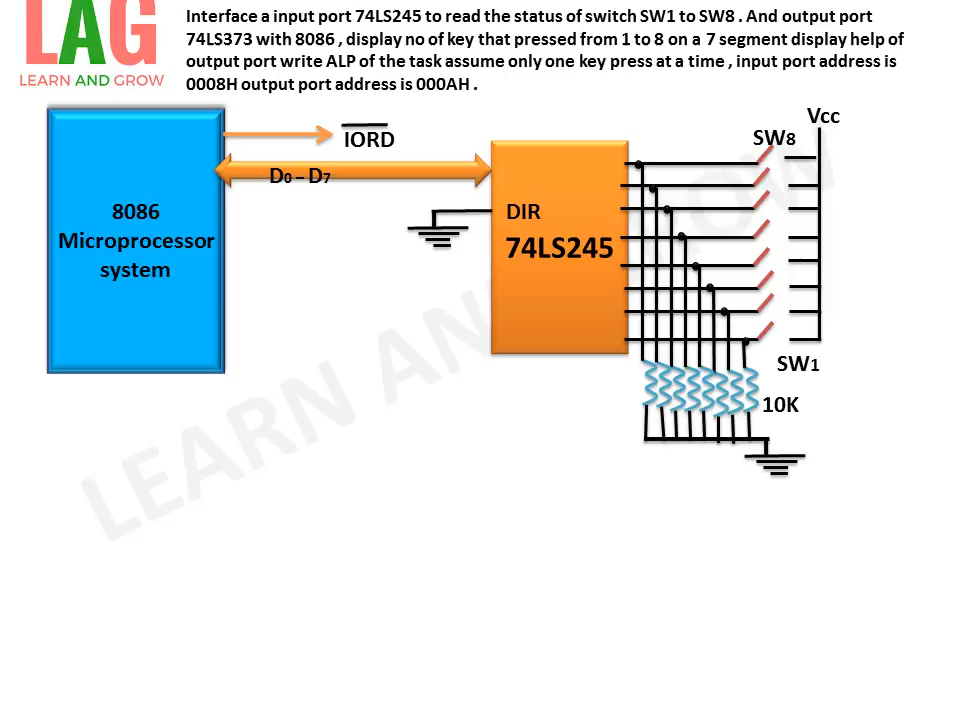 LAG
LEARN AND GROW
Interface a input port 74LS245 to read the status of switch SW1 to SW8 . And output port
74LS373 with 8086 , display no of key that pressed from 1 to 8 on a 7 segment display help of
output port write ALP of the task assume only one key press at a time , input port address is
0008H output port address is 000AH .
Vcc
SW8
IORD
D0 – D7
8086
Microprocessor
system
DIR
74LS245
SW1
10K
LEARN AND GROW